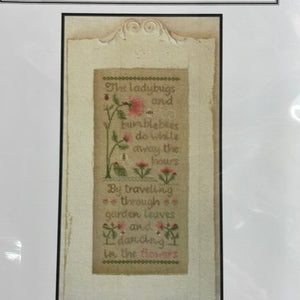 The ladybugs
and
bumblebees
do while
away the
hours
By traveling
through
garden leaves
and
dancing
in the flowers